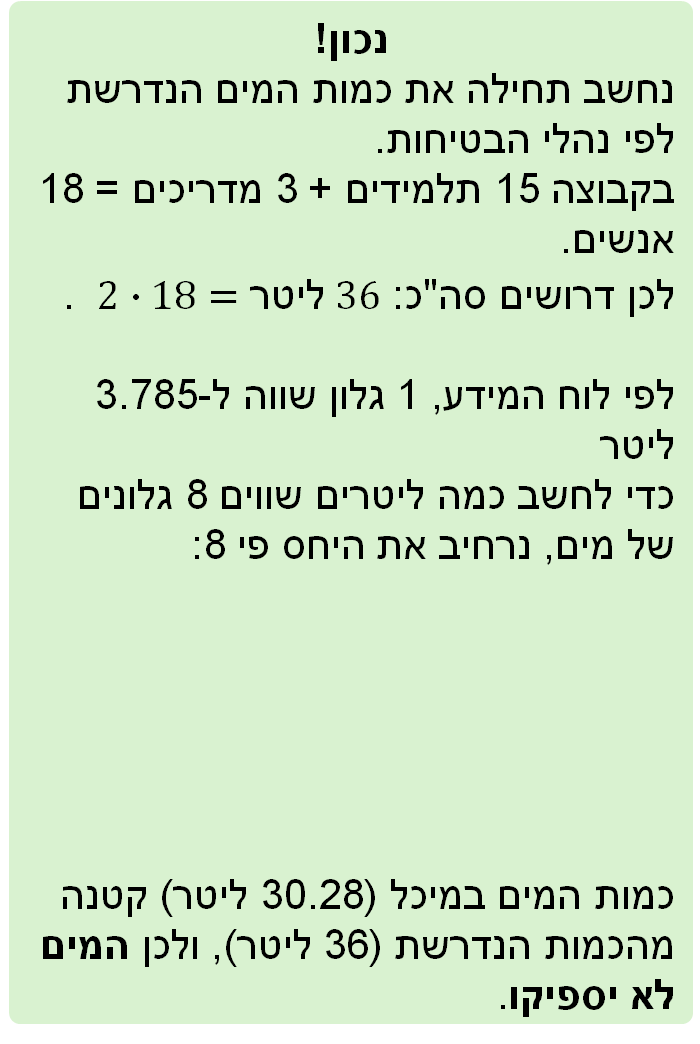 נכון!
נחשב תחילה את כמות המים הנדרשת
לפי נהלי הבטיחות.
בקבוצה 15 תלמידים + 3 מדריכים = 18
אנשים.
לכן דרושים סה"כ: 36 ליטר = 18 · 2 .
לפי לוח המידע, 1 גלון שווה ל-3.785
ליטר
כדי לחשב כמה ליטרים שווים 8 גלונים
של מים, נרחיב את היחס פי 8:
כמות המים במיכל (30.28 ליטר) קטנה
מהכמות הנדרשת (36 ליטר), ולכן המים
לא יספיקו.